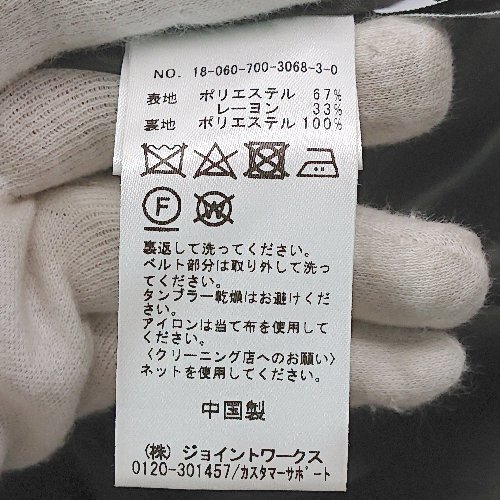 NO. 18-060-700-3068-3-0
表地 ポリエステル 67%
レーヨン 33%
裏地 ポリエステル 100%
F W
裏返して洗ってください。
ベルト部分は取り外して洗っ
てください。
タンブラー乾燥はお避けくだ
さい。
アイロンは当て布を使用して
ください。
〈クリーニング店へのお願い〉
ネットを使用してください。
中国製
(株) ジョイントワークス
0120-301457/カスタマーサポート